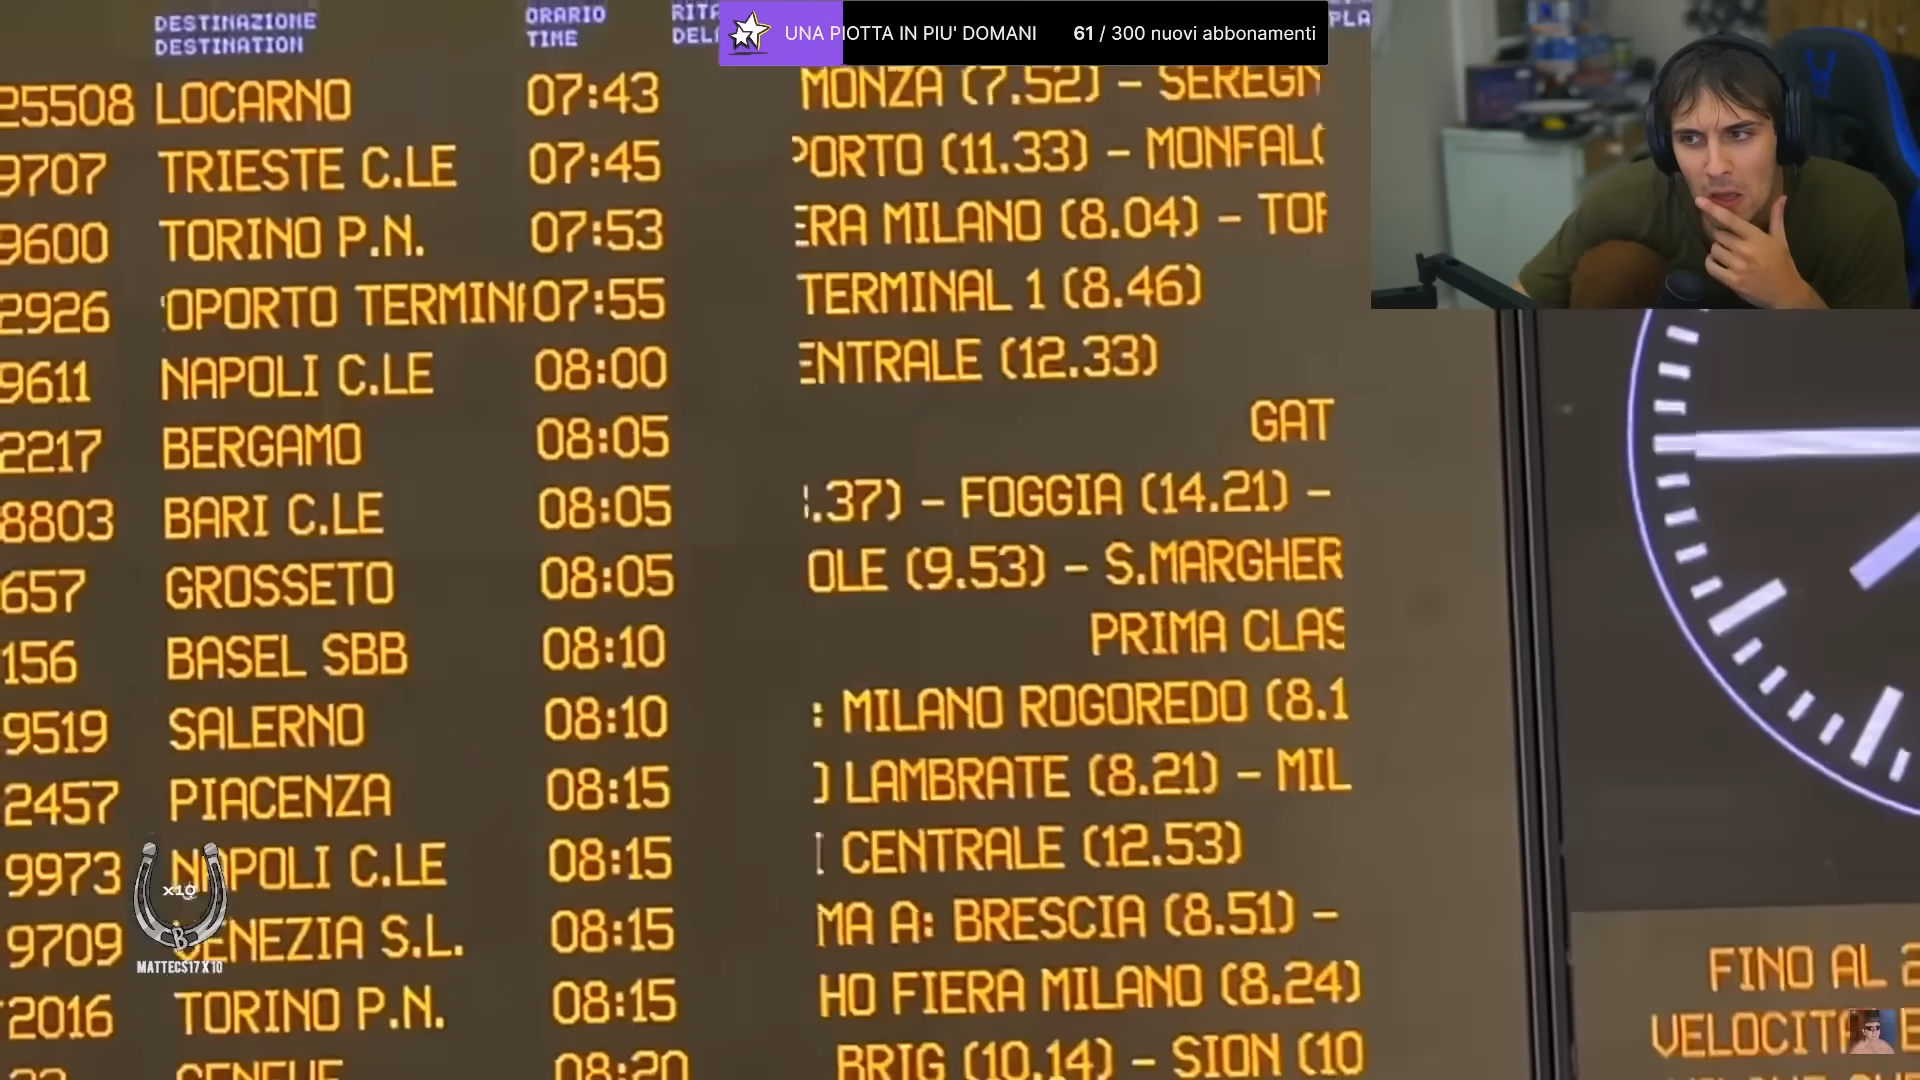 DESTINAZIONE ORARIO
DESTINATION TIME
UNA PIOTTA IN PIU' DOMANI 61 / 300 nuovi abbonamenti
25508 LOCARNO 07:43 MONZA (7.52) – SEREGN
9707 TRIESTE C.LE 07:45 PORTO (11.33) – MONFAL
9600 TORINO P.N. 07:53 ERA MILANO (8.04) – TOR
2926 OPORTO TERMIN 07:55 TERMINAL 1 (8.46)
9611 NAPOLI C.LE 08:00 ENTRALE (12.33)
2217 BERGAMO 08:05 GAT
8803 BARI C.LE 08:05 .37) – FOGGIA (14.21) –
657 GROSSETO 08:05 OLE (9.53) – S.MARGHER
156 BASEL SBB 08:10 PRIMA CLAS
9519 SALERNO 08:10 : MILANO ROGOREDO (8.1
2457 PIACENZA 08:15 ) LAMBRATE (8.21) – MIL
9973 NAPOLI C.LE 08:15 I CENTRALE (12.53)
9709 VENEZIA S.L. 08:15 MA A: BRESCIA (8.51) –
2016 TORINO P.N. 08:15 HO FIERA MILANO (8.24)
08:20 BRIG (10.14) – SION (10
FINO AL 2
VELOCITA
x10
MATTECS17 X10